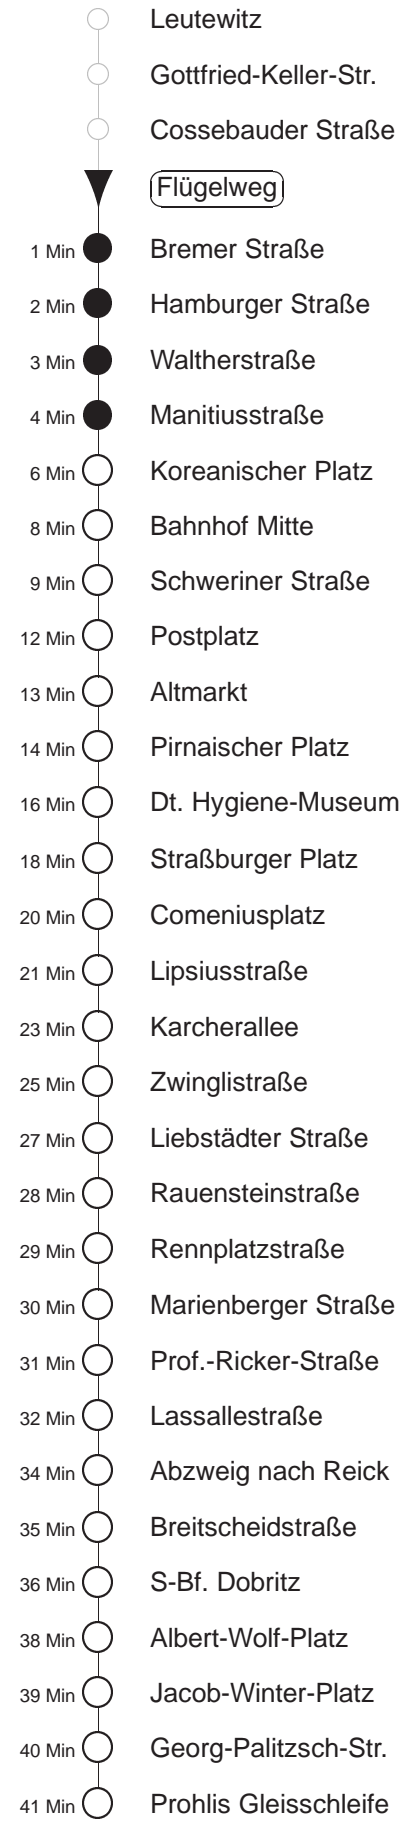 Leutewitz
Gottfried-Keller-Str.
Cossebauder Straße
Flügelweg
1 Min Bremer Straße
2 Min Hamburger Straße
3 Min Waltherstraße
4 Min Manitiusstraße
6 Min Koreanischer Platz
8 Min Bahnhof Mitte
9 Min Schweriner Straße
12 Min Postplatz
13 Min Altmarkt
14 Min Pirnaischer Platz
16 Min Dt. Hygiene-Museum
18 Min Straßburger Platz
20 Min Comeniusplatz
21 Min Lipsiusstraße
23 Min Karcherallee
25 Min Zwinglistraße
27 Min Liebstädter Straße
28 Min Rauensteinstraße
29 Min Rennplatzstraße
30 Min Marienberger Straße
31 Min Prof.-Ricker-Straße
32 Min Lassallestraße
34 Min Abzweig nach Reick
35 Min Breitscheidstraße
36 Min S-Bf. Dobritz
38 Min Albert-Wolf-Platz
39 Min Jacob-Winter-Platz
40 Min Georg-Palitzsch-Str.
41 Min Prohlis Gleisschleife